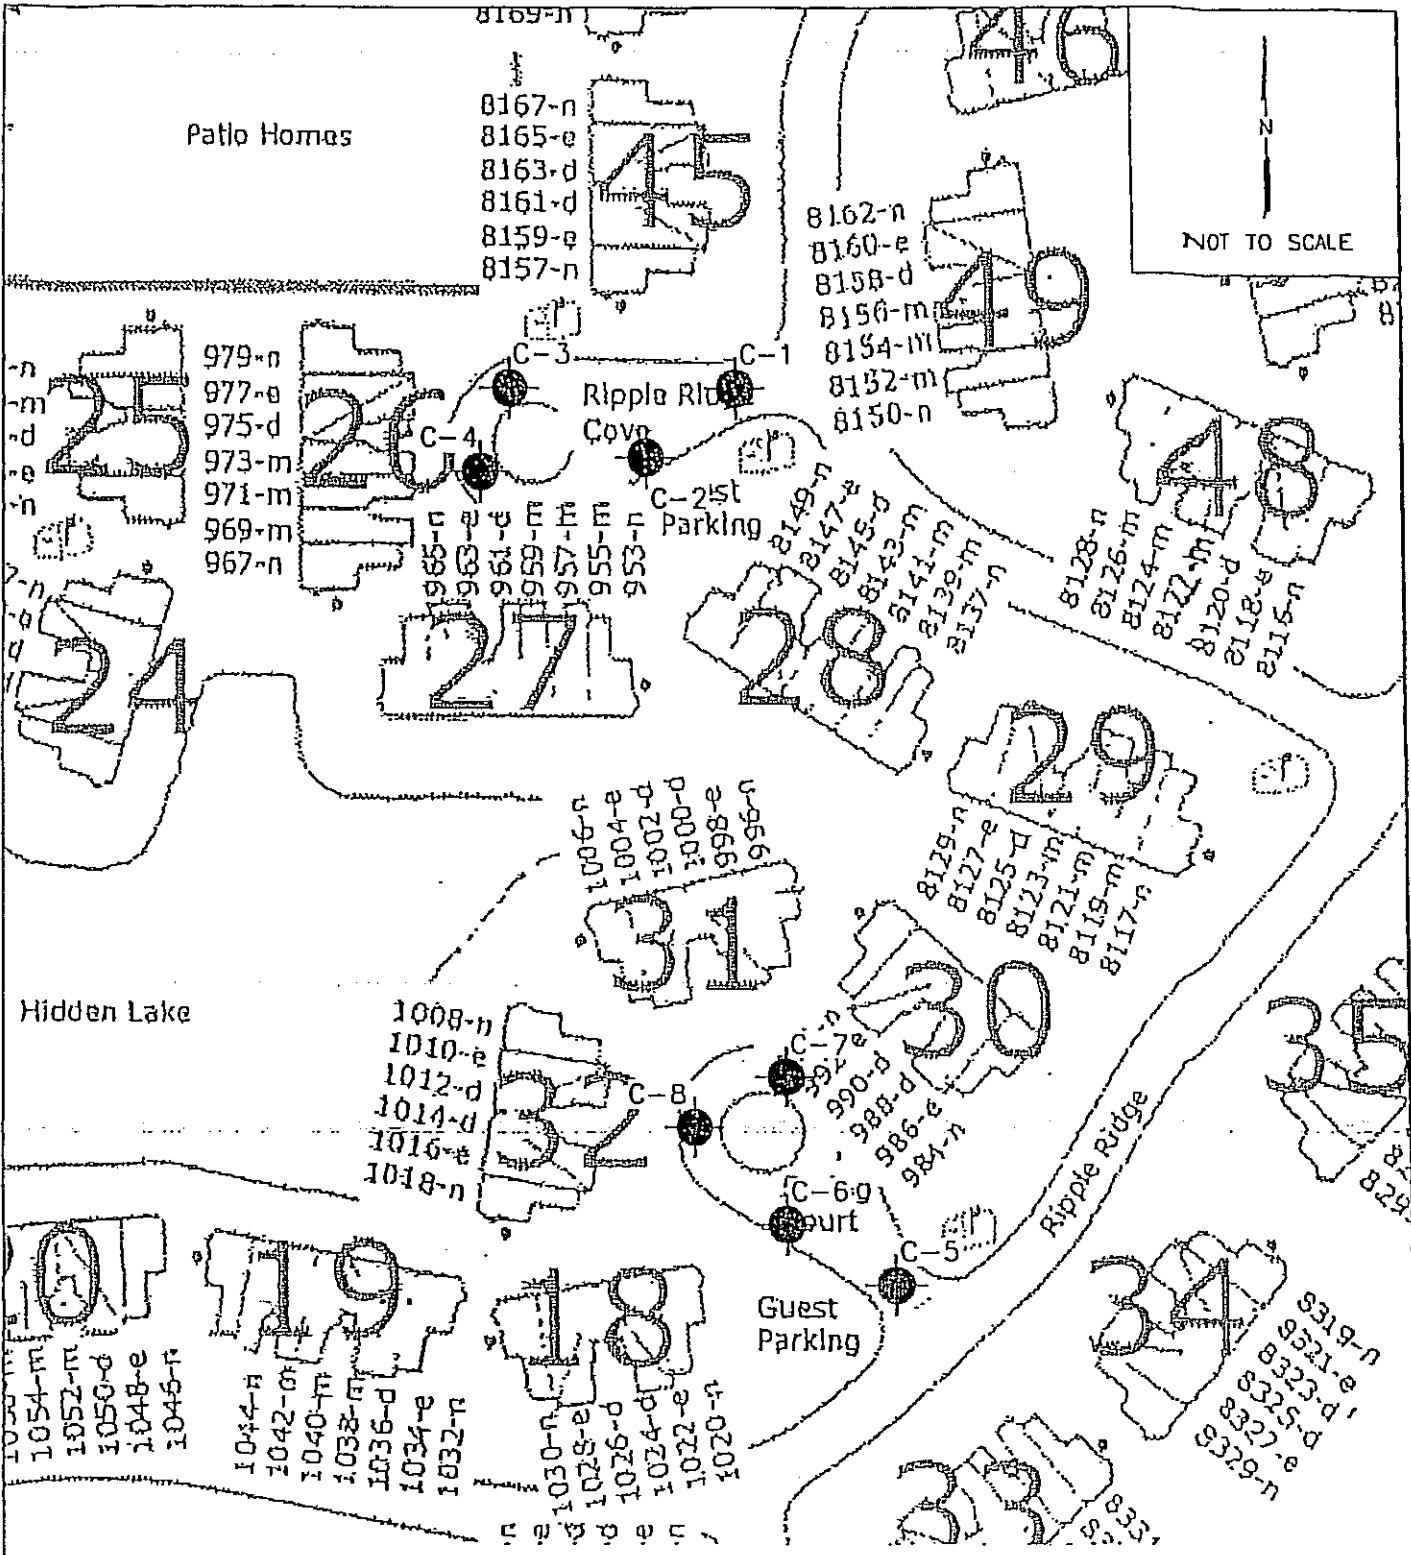 8169-n
46
8167-n
8165-e
8163-d
8161-d
8159-e
8157-n
45
Patio Homes
N
NOT TO SCALE
8162-n
8160-e
8158-d
8156-m
8154-m
8152-m
8150-n
49
25
979-n
977-e
975-d
973-m
971-m
969-m
967-n
26
C-3
C-1
Ripple
Cove
C-4
C-2
Parking
48
965-n
963-e
961-d
959-m
957-m
955-m
953-n
27
8149-n
8147-e
8145-d
8143-m
8141-m
8139-m
8137-n
28
8128-n
8126-m
8124-m
8122-m
8120-d
8118-e
8116-n
24
29
8129-n
8127-e
8125-d
8123-m
8121-m
8119-m
8117-n
1006-n
1004-e
1002-d
1000-d
998-e
996-n
31
30
35
Hidden Lake
1008-n
1010-e
1012-d
1014-d
1016-e
1018-n
32
C-7
C-8
990-d
988-d
986-e
984-n
C-6
C-5
Ripple Ridge
Guest
Parking
19
18
34
1054-m
1052-m
1050-d
1048-e
1046-n
1044-n
1042-m
1040-m
1038-m
1036-d
1034-e
1032-n
1030-n
1028-e
1026-d
1024-d
1022-e
1020-n
8319-n
8321-e
8323-d
8325-d
8327-e
8329-n
33